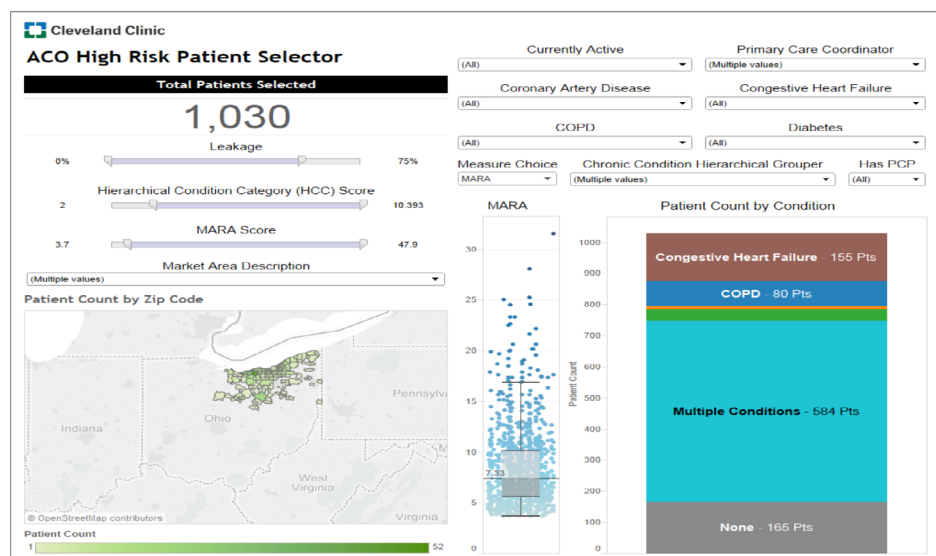 Cleveland Clinic
ACO High Risk Patient Selector
Total Patients Selected
1,030
Leakage
0% 75%
Hierarchical Condition Category (HCC) Score
2 10.393
MARA Score
3.7 47.9
Market Area Description
(Multiple values)
Patient Count by Zip Code
Pennsylva
Indiana
Ohio
West
Virginia
Virginia
© OpenStreetMap contributors
Patient Count
1 52
Currently Active Primary Care Coordinator
(All) (Multiple values)
Coronary Artery Disease Congestive Heart Failure
(All) (All)
COPD Diabetes
(All) (All)
Measure Choice Chronic Condition Hierarchical Grouper Has PCP
MARA (Multiple values) (All)
MARA
30
25
20
15
10
7.33
5
0
Patient Count by Condition
Patient Count
1000
900
800
700
600
500
400
300
200
100
0
Congestive Heart Failure - 155 Pts
COPD - 80 Pts
Multiple Conditions - 584 Pts
None - 165 Pts